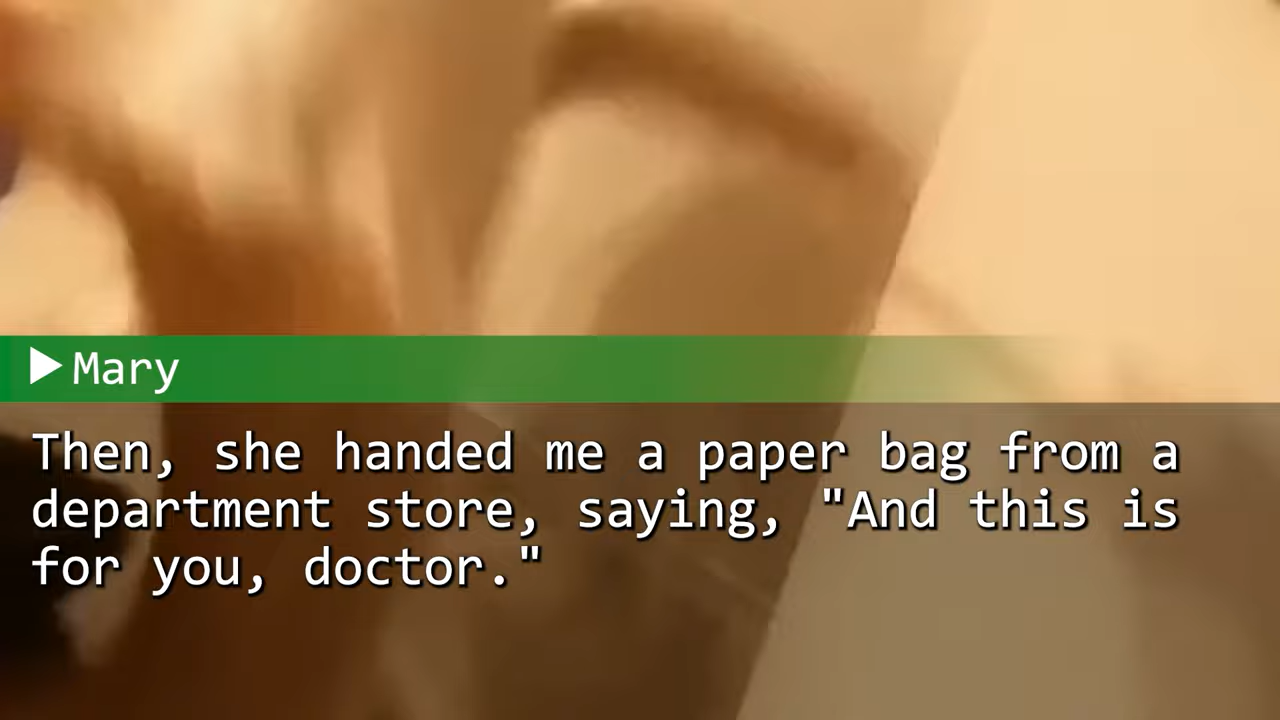 Mary
Then, she handed me a paper bag from a
department store, saying, "And this is
for you, doctor."